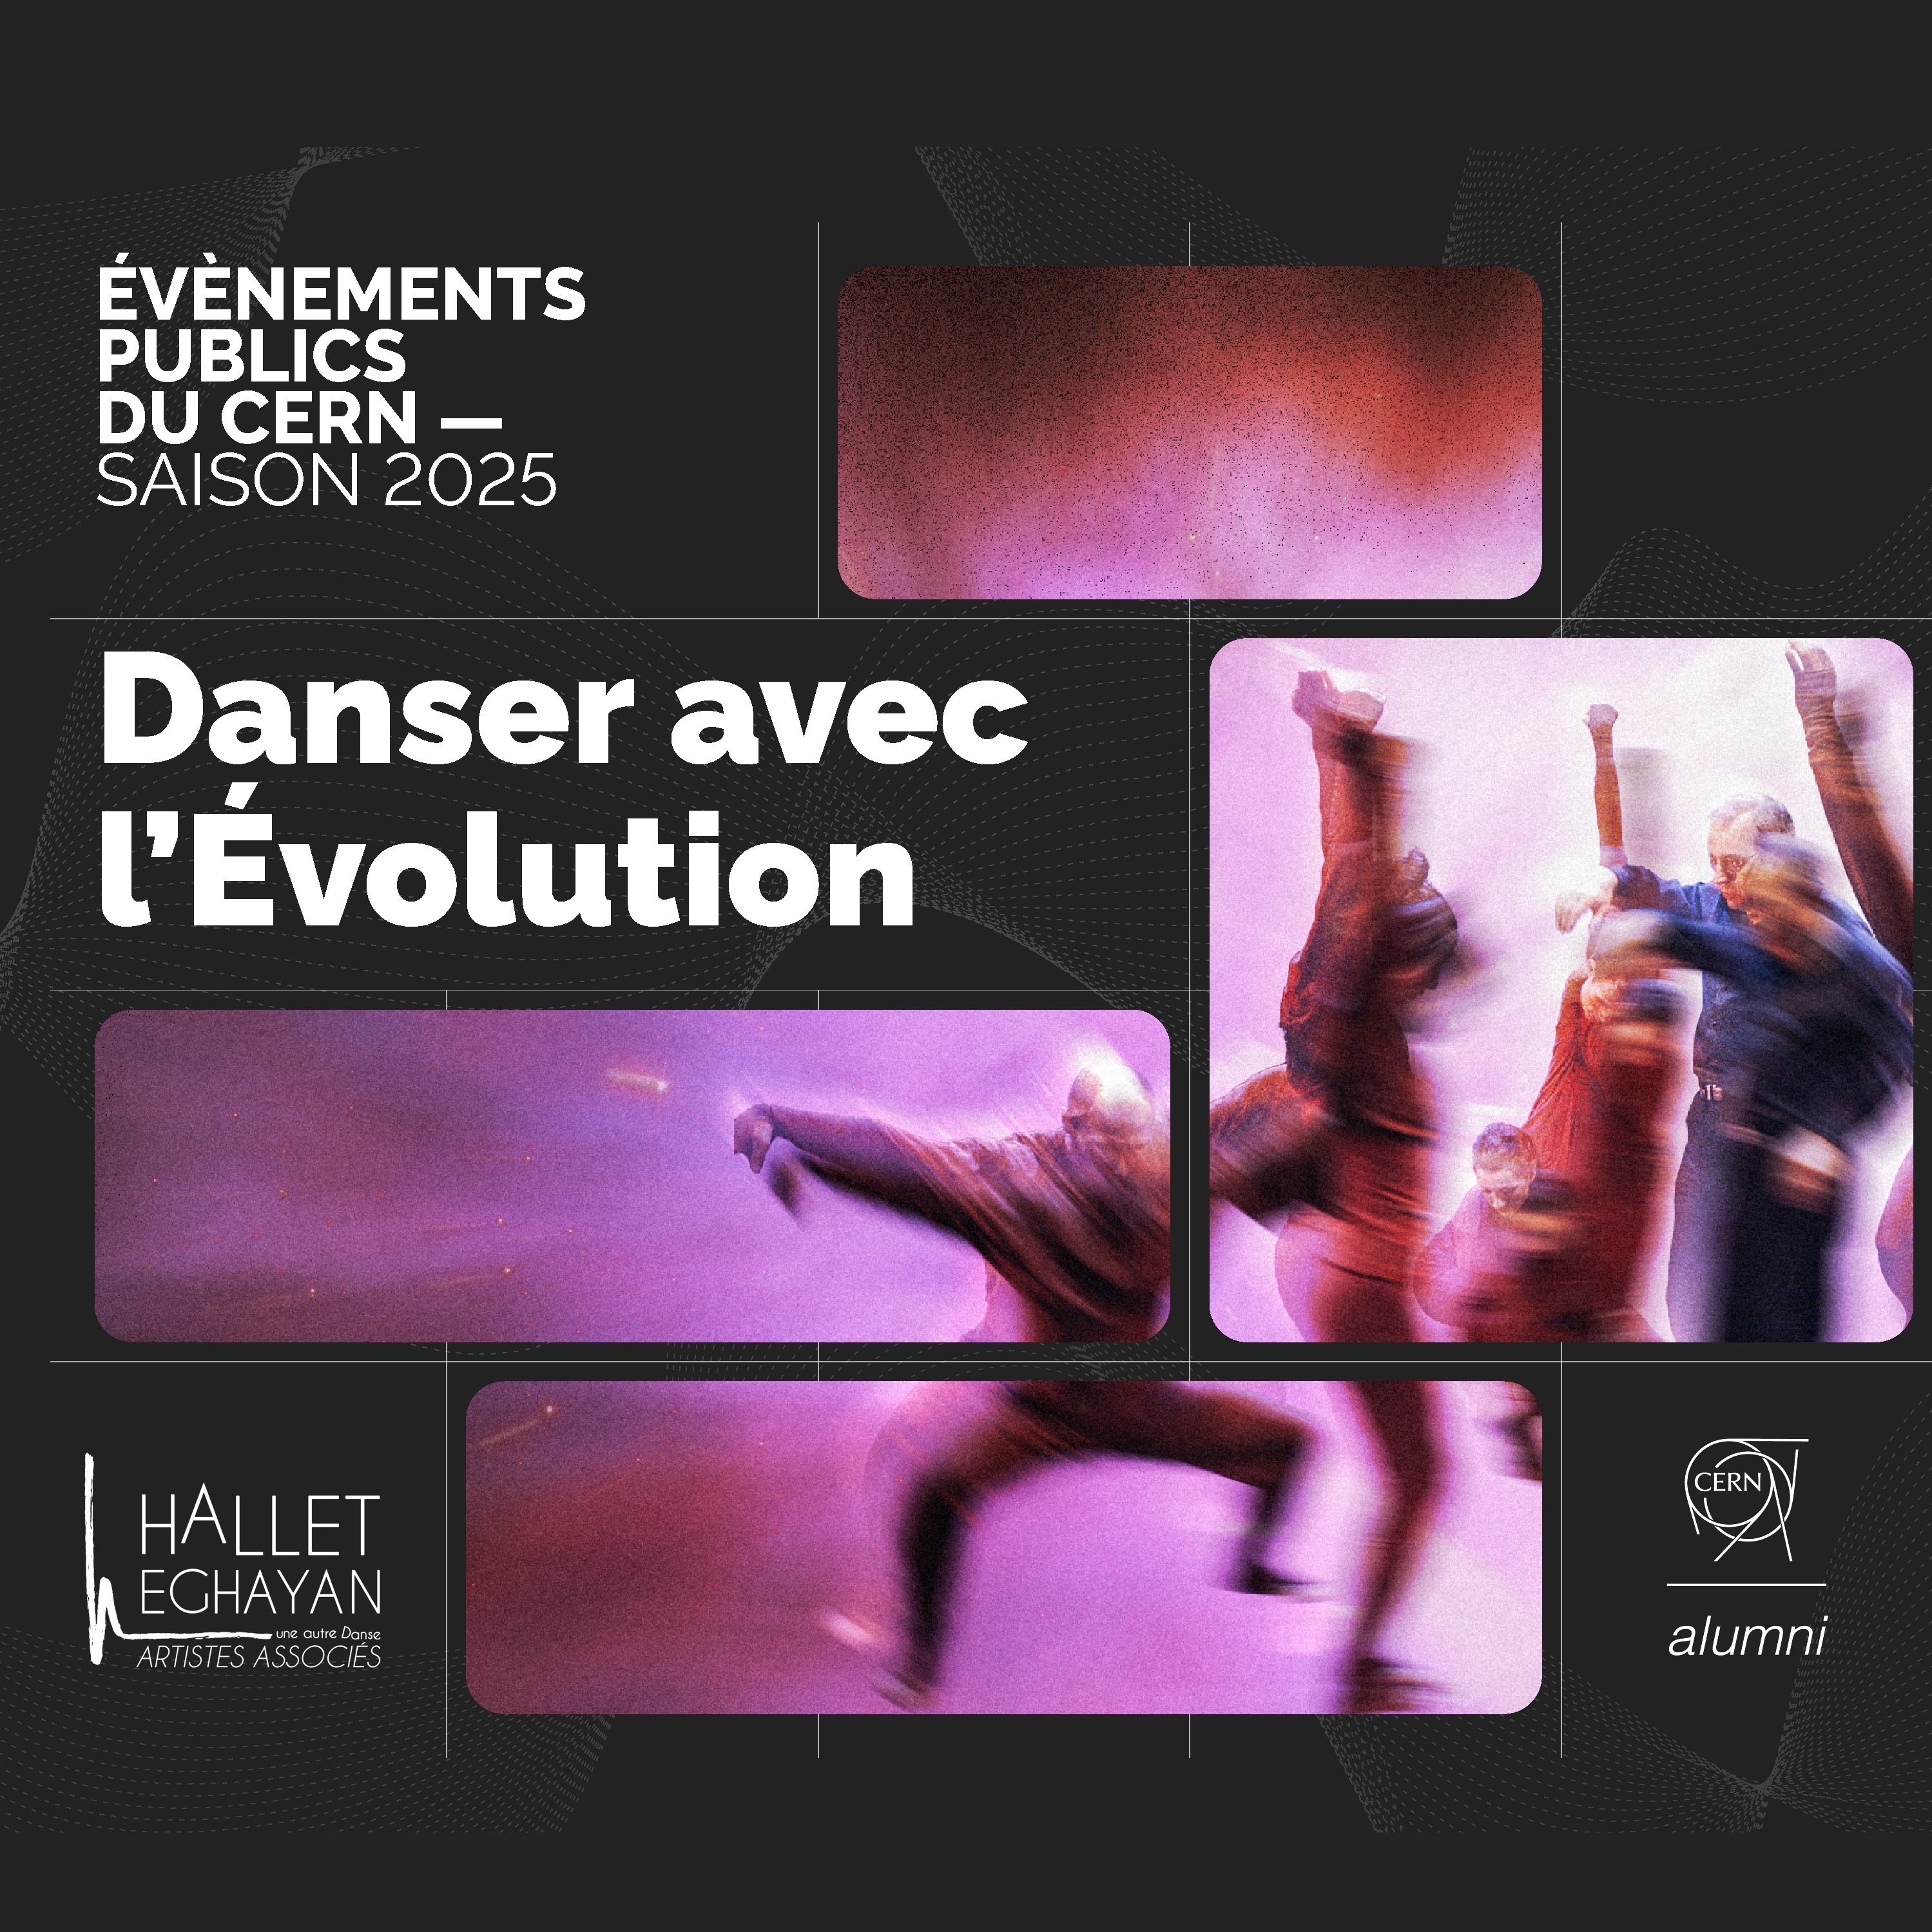 ÉVÈNEMENTS
PUBLICS
DU CERN —
SAISON 2025
Danser avec
l’Évolution
HALLET
EGHAYAN
une autre Danse
ARTISTES ASSOCIÉS
CERN
alumni